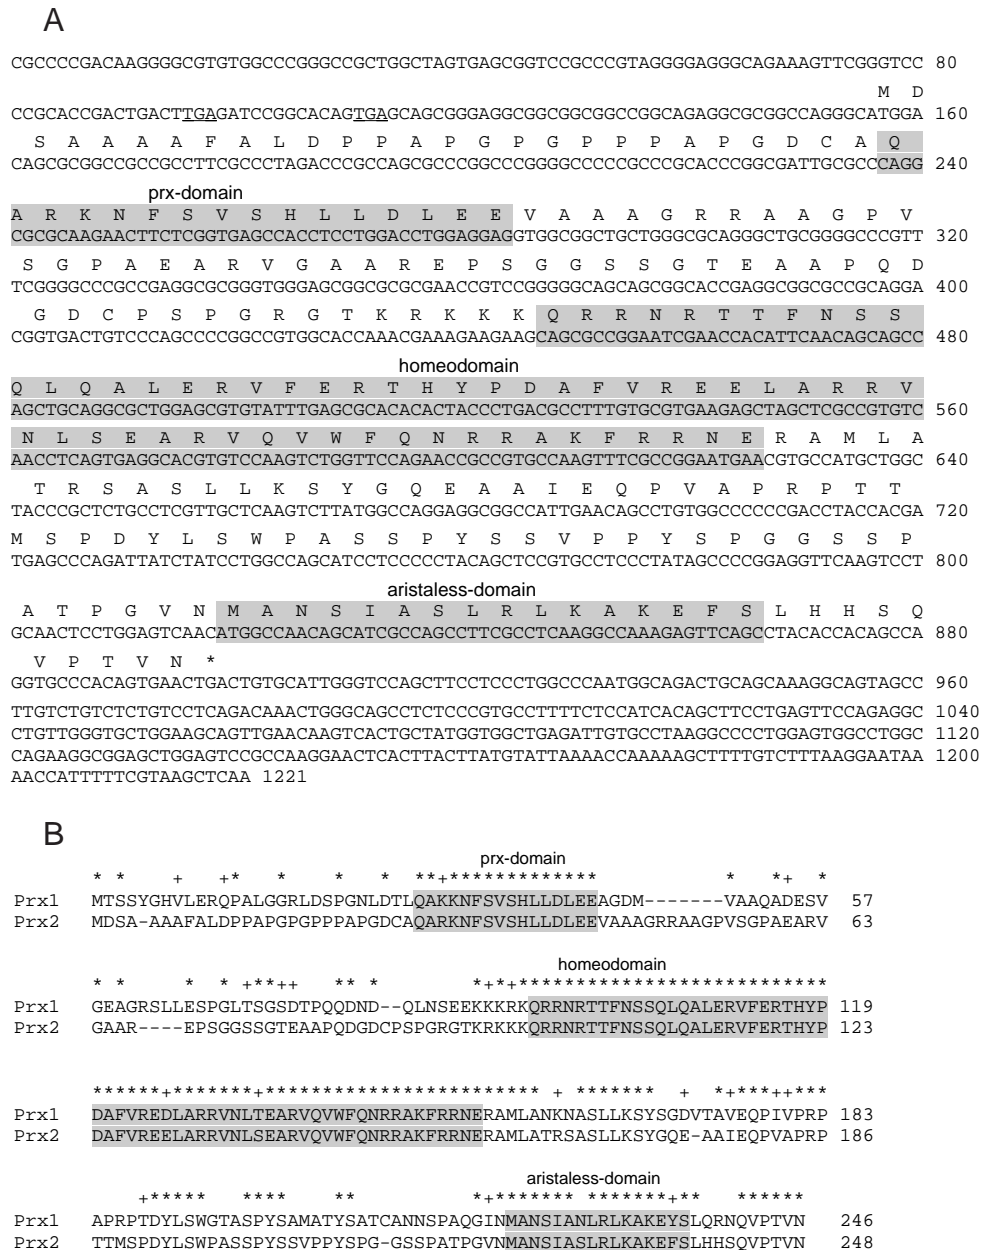 A
CGCCCCGACAAGGGGCGTGTGGCCCGGGCCGCTGGCTAGTGAGCGGTCCGCCCGTAGGGGAGGGCAGAAAGTTCGGGTCC 80
M D
CCGCACCGACTGACTTGAGATCCGGCACAGTGAGCAGCGGGAGGCGGCGGCGGCGGCAGAGGCGCGGCCAGGGCATGGA 160
S A A A A F A L D P P A P G P G P P P A P G D C A Q
CAGCGCGGCCGCCGCCTTCGCCCTAGACCCGCCAGCGCCCGGCCCGGGGCCCCCGCCCGCACCCGGCGATTGCGCCCAGG 240
prx-domain
A R K N F S V S H L L D L E E V A A A G R R A A G P V
CGCGCAAGAACTTCTCGGTGAGCCACCTCCTGGACCTGGAGGAGGTGGCGGCTGCTGGGCGCAGGGCTGCGGGGCCCGTT 320
S G P A E A R V G A A R E P S G G S S G T E A A P Q D
TCGGGGCCCGCCGAGGCGCGGGTGGGAGCGGCGCGCGAACCGTCCGGGGGCAGCAGCGGCACCGAGGCGGCGCCGCAGGA 400
G D C P S P G R G T K R K K K Q R R N R T T F N S S
CGGTGACTGTCCCAGCCCCGGCCGTGGCACCAAACGAAAGAAGAAGCAGCGCCGGAATCGAACCACATTCAACAGCAGCC 480
homeodomain
Q L Q A L E R V F E R T H Y P D A F V R E E L A R R V
AGCTGCAGGCGCTGGAGCGTGTATTTGAGCGCACACACTACCCTGACGCCTTTGTGCGTGAAGAGCTAGCTCGCCGTGTC 560
N L S E A R V Q V W F Q N R R A K F R R N E R A M L A
AACCTCAGTGAGGCACGTGTCCAAGTCTGGTTCCAGAACCGCCGTGCCAAGTTTCGCCGGAATGAACGTGCCATGCTGGC 640
T R S A S L L K S Y G Q E A A I E Q P V A P R P T T
TACCCGCTCTGCCTCGTTGCTCAAGTCTTATGGCCAGGAGGCGGCCATTGAACAGCCTGTGGCCCCCCGACCTACCACGA 720
M S P D Y L S W P A S S P Y S S V P P Y S P G G S S P
TGAGCCCAGATTATCTATCCTGGCCAGCATCCTCCCCCTACAGCTCCGTGCCTCCCTATAGCCCCGGAGGTTCAAGTCCT 800
aristaless-domain
A T P G V N M A N S I A S L R L K A K E F S L H H S Q
GCAACTCCTGGAGTCAACATGGCCAACAGCATCGCCAGCCTTCGCCTCAAGGCCAAAGAGTTCAGCCTACACCACAGCCA 880
V P T V N *
GGTGCCCACAGTGAACTGACTGTGCATTGGGTCCAGCTTCCTCCCTGGCCCAATGGCAGACTGCAGCAAAGGCAGTAGCC 960
TTGTCTGTCTCTGTCCTCAGACAAACTGGGCAGCCTCTCCCGTGCCTTTTCTCCATCACAGCTTCCTGAGTTCCAGAGGC 1040
CTGTTGGGTGCTGGAAGCAGTTGAACAAGTCACTGCTATGGTGGCTGAGATTGTGCCTAAGGCCCCTGGAGTGGCCTGGC 1120
CAGAAGGCGGAGCTGGAGTCCGCCAAGGAACTCACTTACTTATGTATTAAAACCAAAAAGCTTTTGTCTTTAAGGAATAA 1200
AACCATTTTTCGTAAGCTCAA 1221
B
prx-domain
* * + +* * * * **+************* * *+ *
Prx1 MTSSYGHVLERQPALGGRLDSPGNLDTLQAKKNFSVSHLLDLEEAGDM-------VAAQADESV 57
Prx2 MDSA-AAAFALDPPAPGPGPPPAPGDCAQARKNFSVSHLLDLEEVAAAGRRAAGPVSGPAEARV 63
homeodomain
* * * * +**++ ** * *+*+***************************
Prx1 GEAGRSLLESPGLTSGSDTPQQDND--QLNSEEKKKRKQRRNRTTFNSSQLQALERVFERTHYP 119
Prx2 GAAR----EPSGGSSGTEAAPQDGDCPSPGRGTKRKKKQRRNRTTFNSSQLQALERVFERTHYP 123
******+*******+************************ + ******* + *+***++***
Prx1 DAFVREDLARRVNLTEARVQVWFQNRRAKFRRNERAMLANKNASLLKSYSGDVTAVEQPIVPRP 183
Prx2 DAFVREELARRVNLSEARVQVWFQNRRAKFRRNERAMLATRSASLLKSYGQE-AAIEQPVAPRP 186
aristaless-domain
+***** **** ** *+******* *******+** ******
Prx1 APRPTDYLSWGTASPYSAMATYSATCANNSPAQGINMANSIANLRLKAKEYSLQRNQVPTVN 246
Prx2 TTMSPDYLSWPASSPYSSVPPYSPG-GSSPATPGVNMANSIASLRLKAKEFSLHHSQVPTVN 248